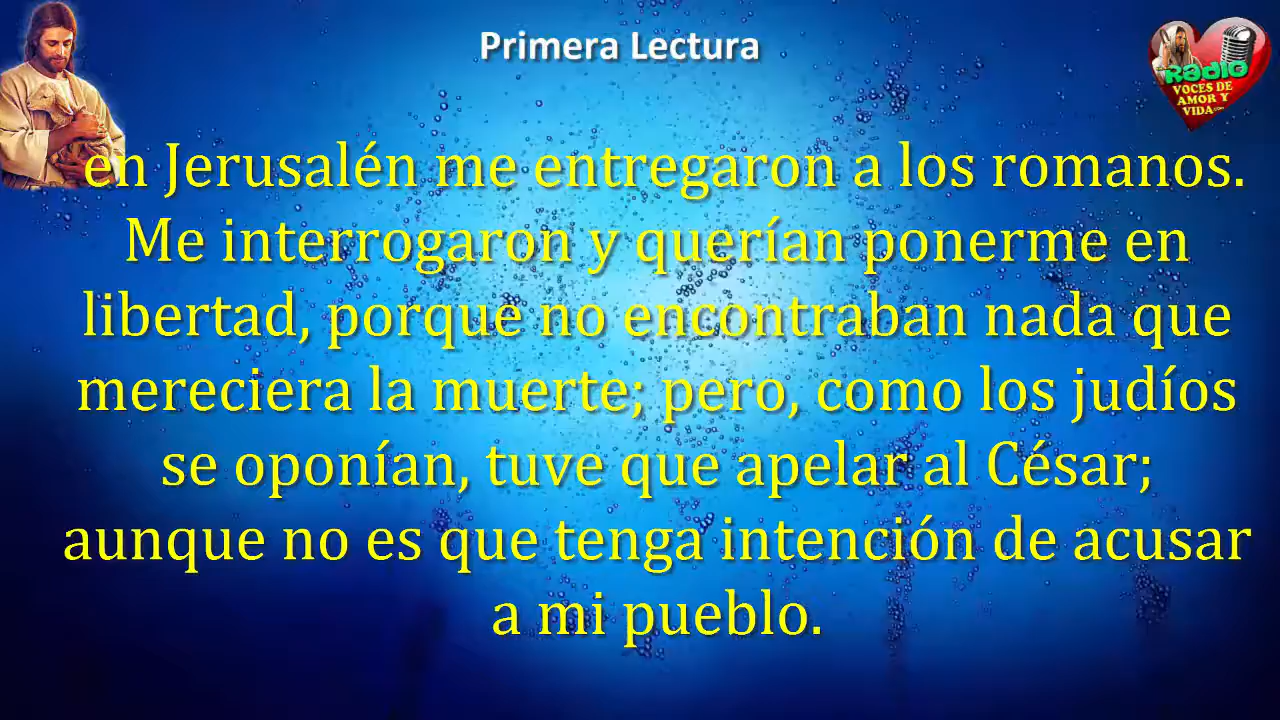 Primera Lectura
Radio
VOCES DE
AMOR Y
VIDA.com
en Jerusalén me entregaron a los romanos.
Me interrogaron y querían ponerme en
libertad, porque no encontraban nada que
mereciera la muerte; pero, como los judíos
se oponían, tuve que apelar al César;
aunque no es que tenga intención de acusar
a mi pueblo.